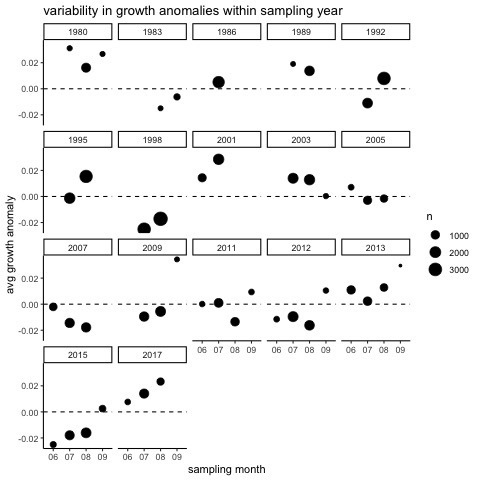 variability in growth anomalies within sampling year
1980 1983 1986 1989 1992
0.02
0.00
-0.02
1995 1998 2001 2003 2005
0.02
0.00
-0.02
avg growth anomaly
n
1000
2000
3000
2007 2009 2011 2012 2013
0.02
0.00
-0.02
06 07 08 09 06 07 08 09 06 07 08 09
2015 2017
0.02
0.00
-0.02
06 07 08 09 06 07 08 09
sampling month